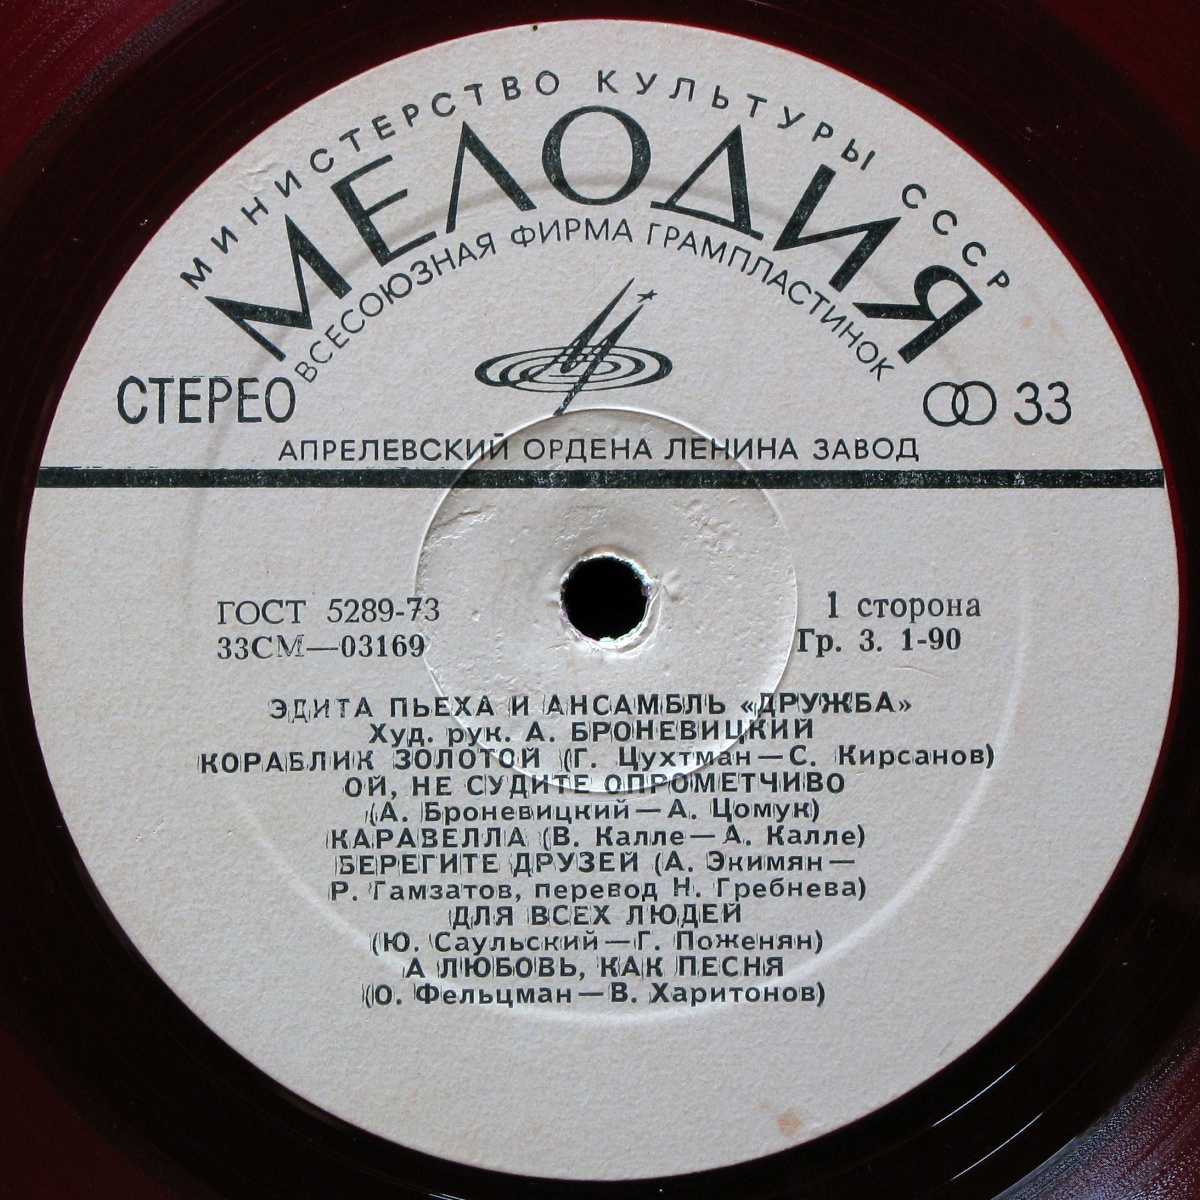 МИНИСТЕРСТВО КУЛЬТУРЫ СССР
МЕЛОДИЯ
ВСЕСОЮЗНАЯ ФИРМА ГРАМПЛАСТИНОК
СТЕРЕО
33
АПРЕЛЕВСКИЙ ОРДЕНА ЛЕНИНА ЗАВОД
ГОСТ 5289-73
1 сторона
33СМ—03169
Гр. 3. 1-90
ЭДИТА ПЬЕХА И АНСАМБЛЬ «ДРУЖБА»
Худ. рук. А. БРОНЕВИЦКИЙ
КОРАБЛИК ЗОЛОТОЙ (Г. Цухтман—С. Кирсанов)
ОЙ, НЕ СУДИТЕ ОПРОМЕТЧИВО
(А. Броневицкий—А. Цомук)
КАРАВЕЛЛА (В. Калле—А. Калле)
БЕРЕГИТЕ ДРУЗЕЙ (А. Экимян—
Р. Гамзатов, перевод Н. Гребнева)
ДЛЯ ВСЕХ ЛЮДЕЙ
(Ю. Саульский—Г. Поженян)
А ЛЮБОВЬ, КАК ПЕСНЯ
(О. Фельцман—В. Харитонов)